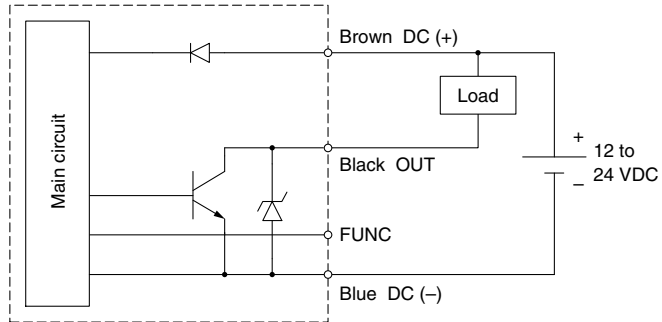 Main circuit
Brown DC (+)
Load
Black OUT
FUNC
Blue DC (–)
+
12 to
–
24 VDC